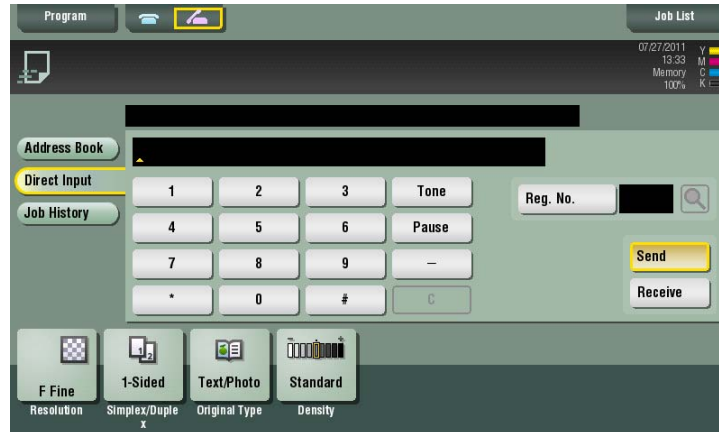 Program
Job List
07/27/2011
13:33
Memory
100%
Y
M
C
K
Address Book
Direct Input
Job History
1 2 3 Tone
4 5 6 Pause
7 8 9 –
* 0 # C
Reg. No.
Send
Receive
1 2
F Fine
1-Sided
Text/Photo
Standard
Resolution
Simplex/Duple
x
Original Type
Density